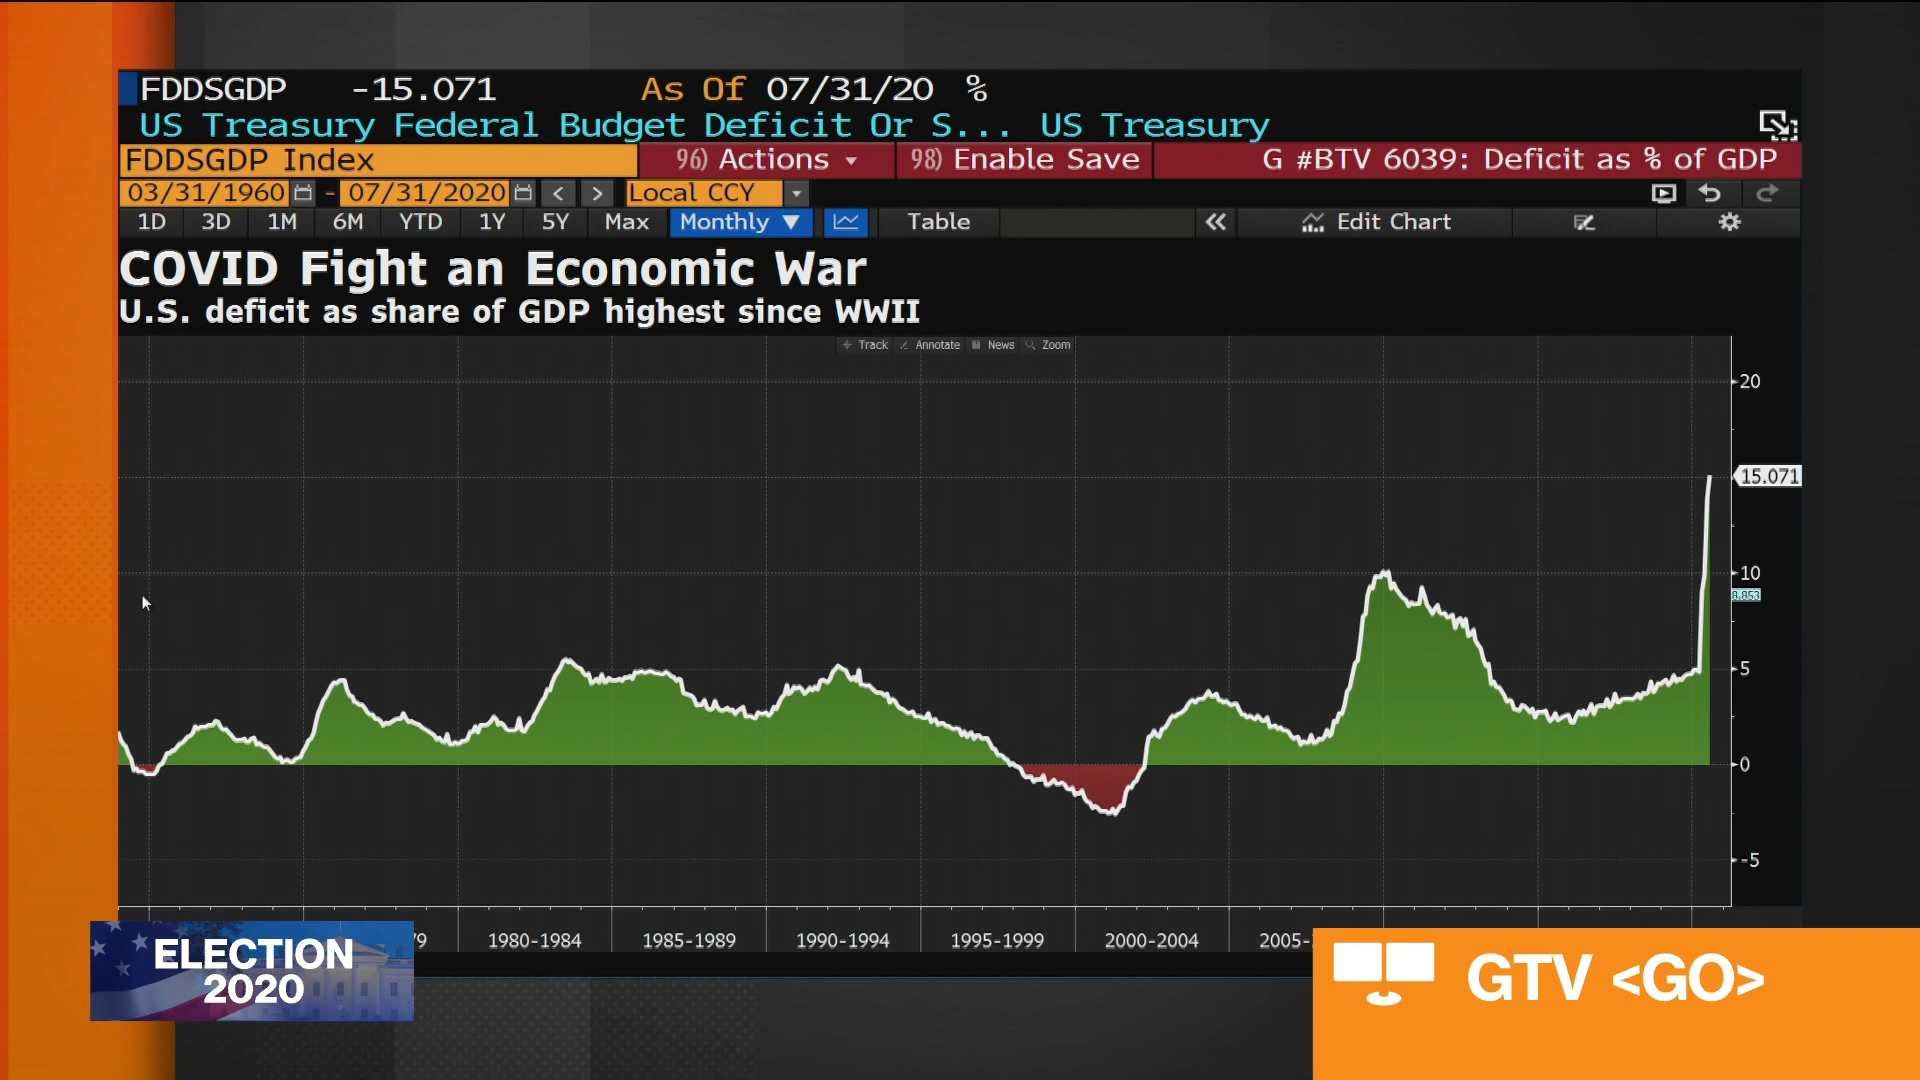 FDDSGDP -15.071 As Of 07/31/20 %
US Treasury Federal Budget Deficit Or S... US Treasury
FDDSGDP Index 96) Actions 98) Enable Save G #BTV 6039: Deficit as % of GDP
03/31/1960 - 07/31/2020 < > Local CCY
1D 3D 1M 6M YTD 1Y 5Y Max Monthly Table Edit Chart
COVID Fight an Economic War
U.S. deficit as share of GDP highest since WWII
Track Annotate News Zoom
20
15.071
10
8.853
5
0
-5
9 1980-1984 1985-1989 1990-1994 1995-1999 2000-2004 2005-
ELECTION
2020
GTV <GO>